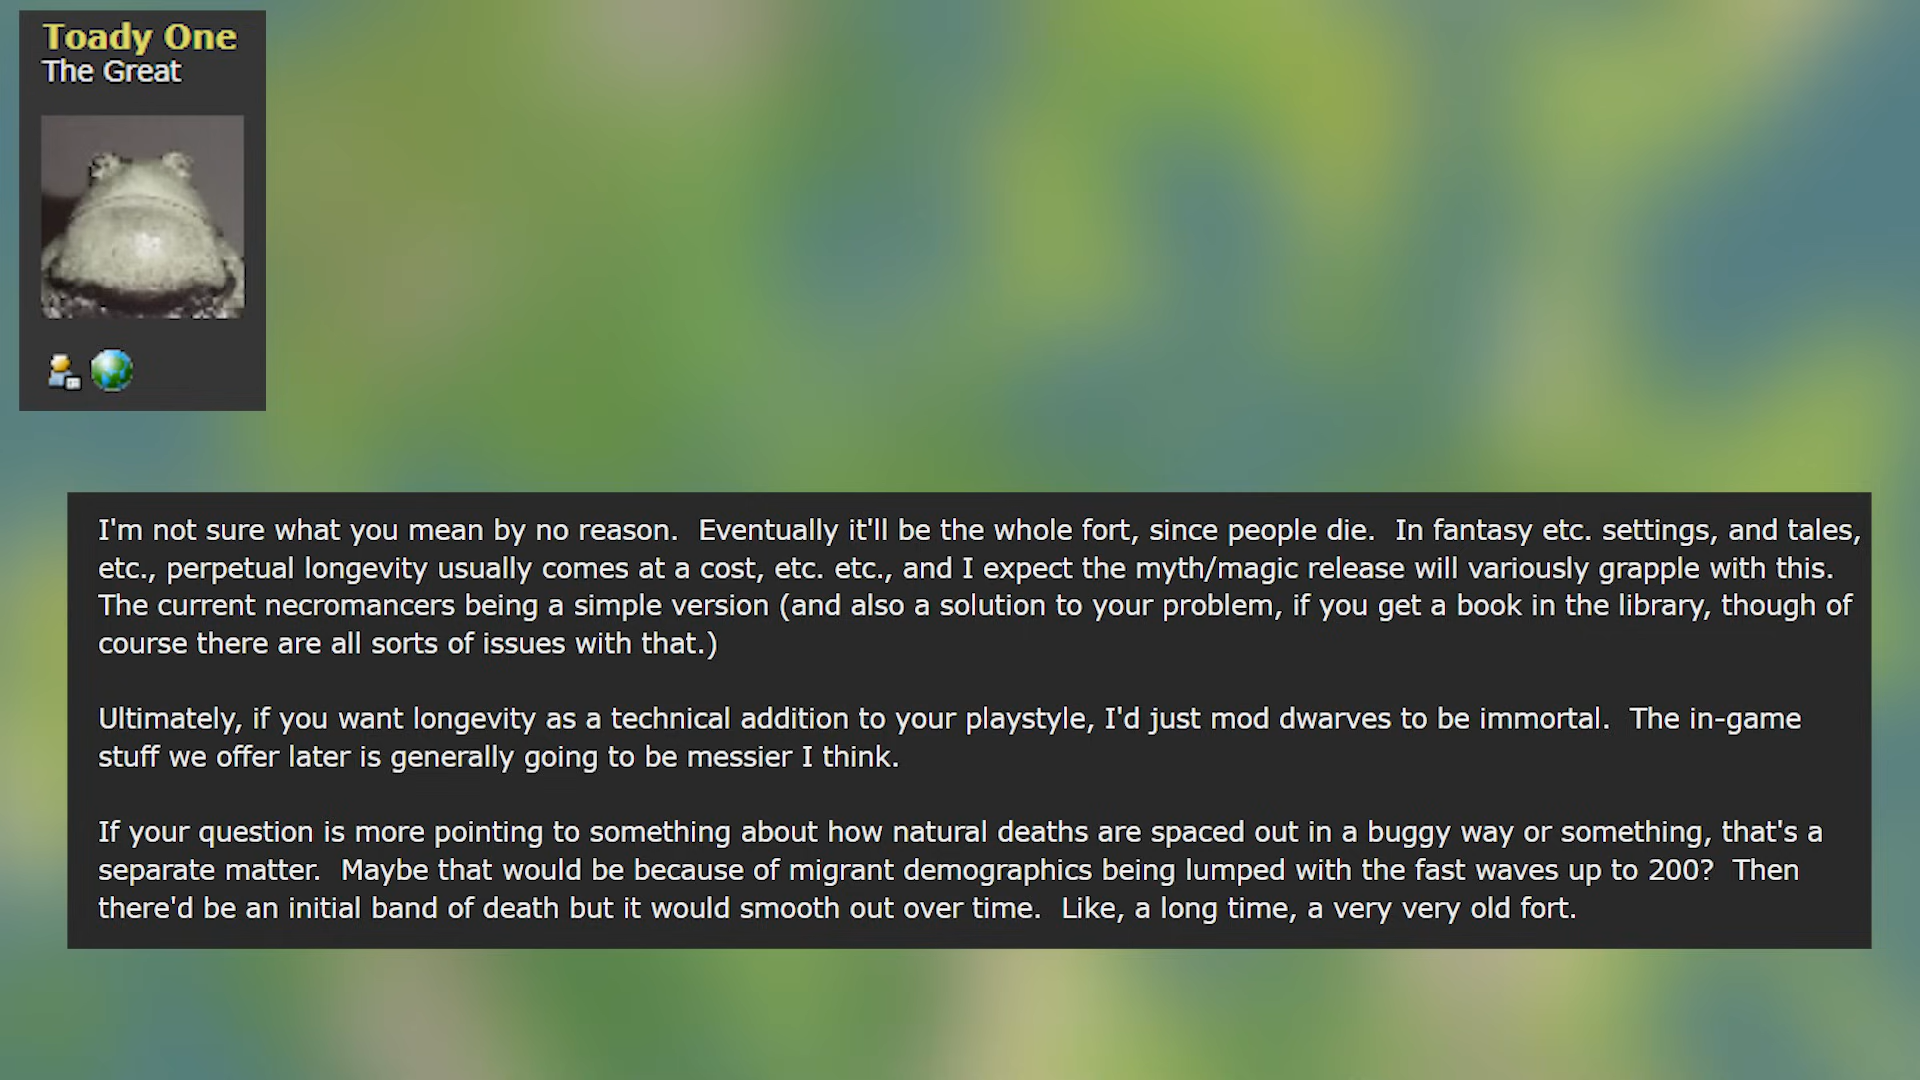 Toady One
The Great
I'm not sure what you mean by no reason.  Eventually it'll be the whole fort, since people die.  In fantasy etc. settings, and tales,
etc., perpetual longevity usually comes at a cost, etc. etc., and I expect the myth/magic release will variously grapple with this.
The current necromancers being a simple version (and also a solution to your problem, if you get a book in the library, though of
course there are all sorts of issues with that.)
Ultimately, if you want longevity as a technical addition to your playstyle, I'd just mod dwarves to be immortal.  The in-game
stuff we offer later is generally going to be messier I think.
If your question is more pointing to something about how natural deaths are spaced out in a buggy way or something, that's a
separate matter.  Maybe that would be because of migrant demographics being lumped with the fast waves up to 200?  Then
there'd be an initial band of death but it would smooth out over time.  Like, a long time, a very very old fort.